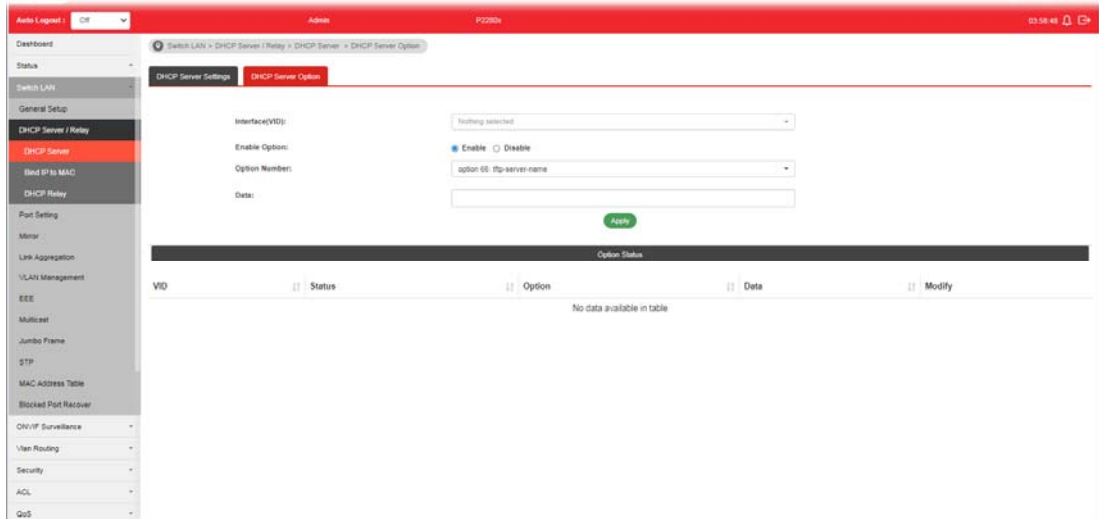 Auto Logout : Off Admin P2280x 03:58:48
Dashboard
Status
Switch LAN
General Setup
DHCP Server / Relay
DHCP Server
Bind IP to MAC
DHCP Relay
Port Setting
Mirror
Link Aggregation
VLAN Management
EEE
Multicast
Jumbo Frame
STP
MAC Address Table
Blocked Port Recover
ONVIF Surveillance
Vlan Routing
Security
ACL
QoS
Switch LAN > DHCP Server / Relay > DHCP Server > DHCP Server Option
DHCP Server Settings DHCP Server Option
Interface(VID): Nothing selected
Enable Option: Enable Disable
Option Number: option 66: tftp-server-name
Data:
Apply
Option Status
VID Status Option Data Modify
No data available in table